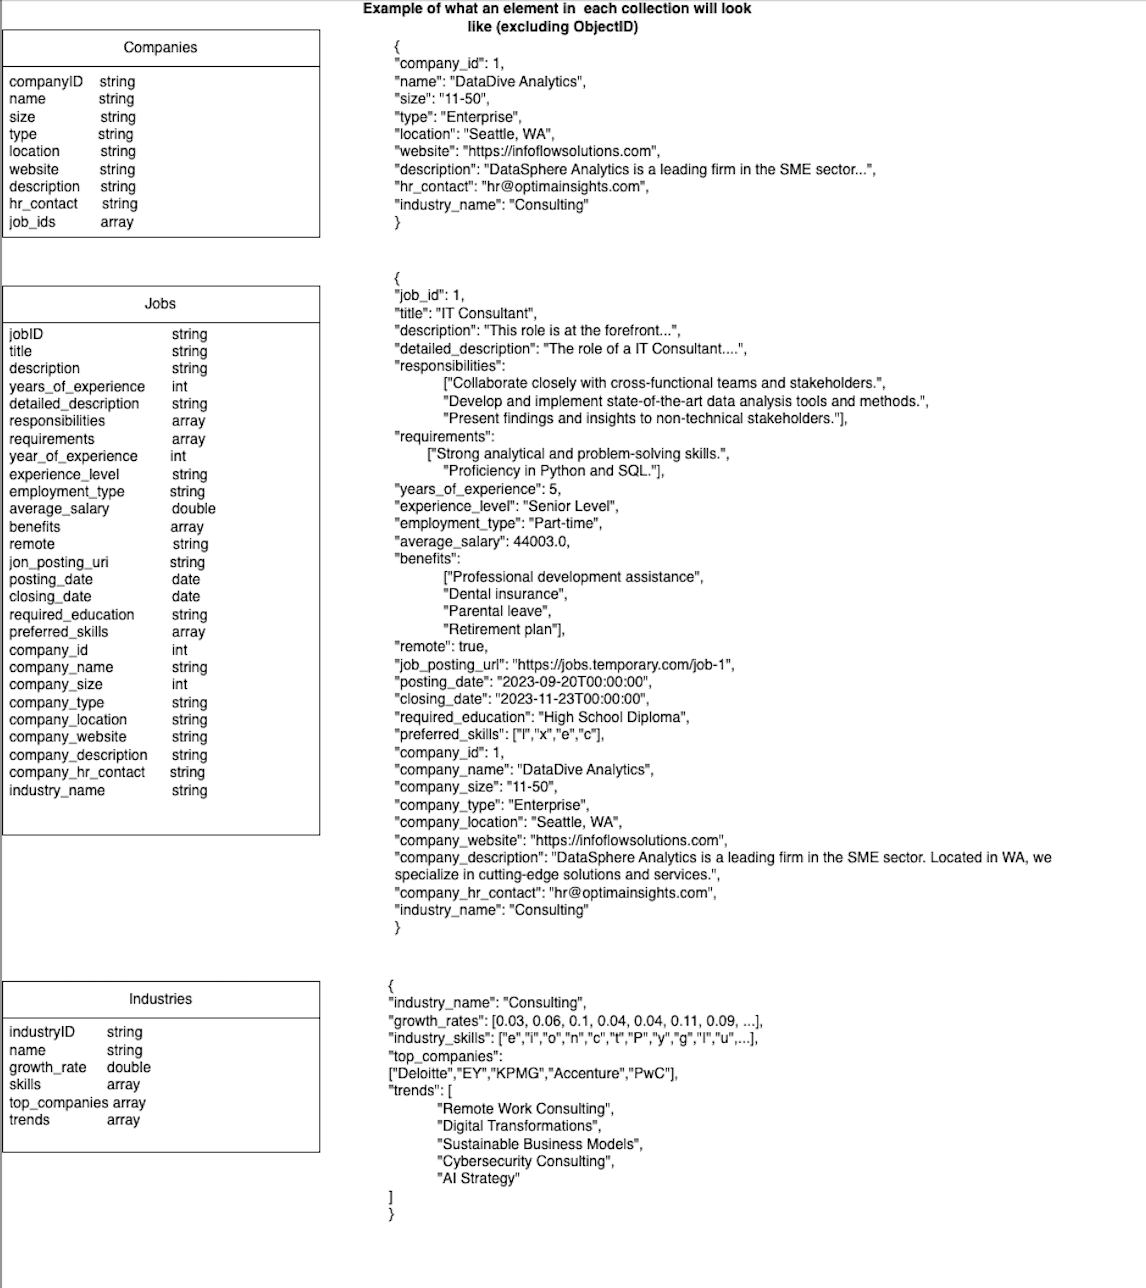 Example of what an element in each collection will look
like (excluding ObjectID)
Companies
companyID string
name string
size string
type string
location string
website string
description string
hr_contact string
job_ids array
{
"company_id": 1,
"name": "DataDive Analytics",
"size": "11-50",
"type": "Enterprise",
"location": "Seattle, WA",
"website": "https://infoflowsolutions.com",
"description": "DataSphere Analytics is a leading firm in the SME sector...",
"hr_contact": "hr@optimainsights.com",
"industry_name": "Consulting"
}
Jobs
jobID string
title string
description string
years_of_experience int
detailed_description string
responsibilities array
requirements array
year_of_experience int
experience_level string
employment_type string
average_salary double
benefits array
remote string
jon_posting_uri string
posting_date date
closing_date date
required_education string
preferred_skills array
company_id int
company_name string
company_size int
company_type string
company_location string
company_website string
company_description string
company_hr_contact string
industry_name string
{
"job_id": 1,
"title": "IT Consultant",
"description": "This role is at the forefront...",
"detailed_description": "The role of a IT Consultant....",
"responsibilities":
["Collaborate closely with cross-functional teams and stakeholders.",
"Develop and implement state-of-the-art data analysis tools and methods.",
"Present findings and insights to non-technical stakeholders."],
"requirements":
["Strong analytical and problem-solving skills.",
"Proficiency in Python and SQL."],
"years_of_experience": 5,
"experience_level": "Senior Level",
"employment_type": "Part-time",
"average_salary": 44003.0,
"benefits":
["Professional development assistance",
"Dental insurance",
"Parental leave",
"Retirement plan"],
"remote": true,
"job_posting_url": "https://jobs.temporary.com/job-1",
"posting_date": "2023-09-20T00:00:00",
"closing_date": "2023-11-23T00:00:00",
"required_education": "High School Diploma",
"preferred_skills": ["l","x","e","c"],
"company_id": 1,
"company_name": "DataDive Analytics",
"company_size": "11-50",
"company_type": "Enterprise",
"company_location": "Seattle, WA",
"company_website": "https://infoflowsolutions.com",
"company_description": "DataSphere Analytics is a leading firm in the SME sector. Located in WA, we
specialize in cutting-edge solutions and services.",
"company_hr_contact": "hr@optimainsights.com",
"industry_name": "Consulting"
}
Industries
industryID string
name string
growth_rate double
skills array
top_companies array
trends array
{
"industry_name": "Consulting",
"growth_rates": [0.03, 0.06, 0.1, 0.04, 0.04, 0.11, 0.09, ...],
"industry_skills": ["e","i","o","n","c","t","P","y","g","l","u",...],
"top_companies":
["Deloitte","EY","KPMG","Accenture","PwC"],
"trends": [
"Remote Work Consulting",
"Digital Transformations",
"Sustainable Business Models",
"Cybersecurity Consulting",
"AI Strategy"
]
}